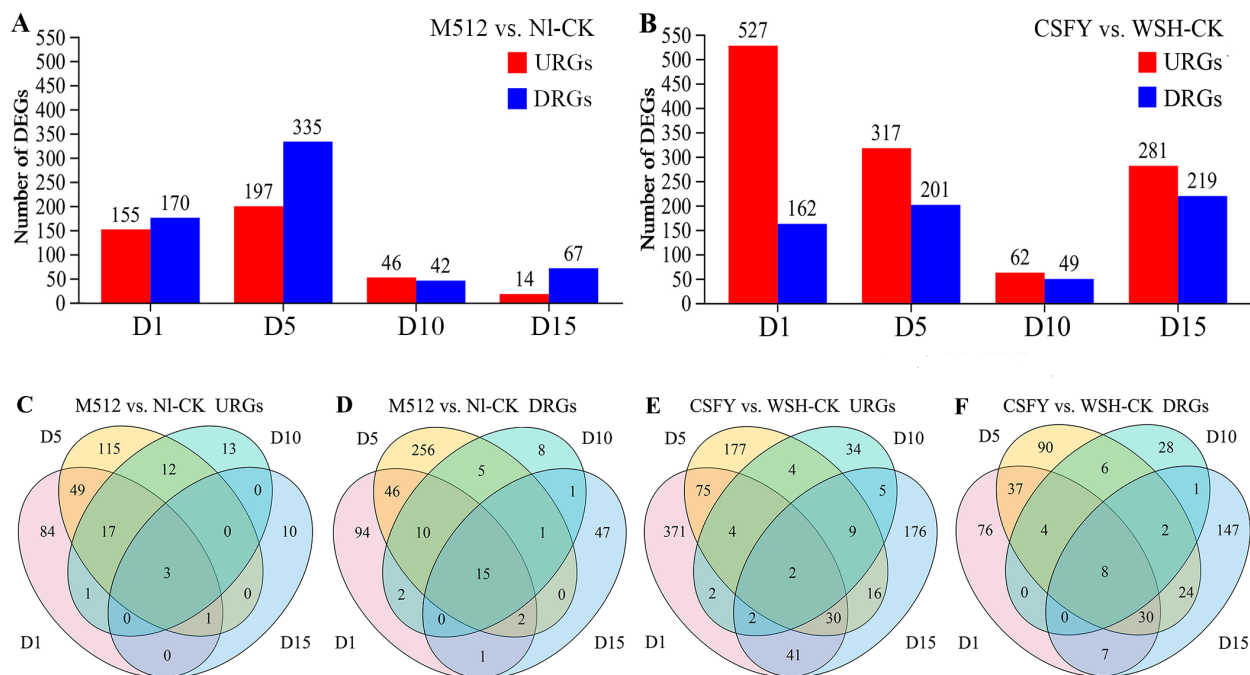 A
M512 vs. Nl-CK
URGs
DRGs
Number of DEGs
550
500
450
400
350
300
250
200
150
100
50
0
155
170
197
335
46
42
14
67
D1
D5
D10
D15
B
CSFY vs. WSH-CK
URGs
DRGs
Number of DEGs
550
500
450
400
350
300
250
200
150
100
50
0
527
162
317
201
62
49
281
219
D1
D5
D10
D15
C
M512 vs. Nl-CK URGs
D5
D10
115
13
12
49
0
84
17
0
10
3
1
0
0
1
D1
D15
0
D
M512 vs. Nl-CK DRGs
D5
D10
256
8
5
46
1
94
10
1
47
15
2
0
0
2
D1
D15
1
E
CSFY vs. WSH-CK URGs
D5
D10
177
34
4
75
5
371
4
9
176
2
2
16
2
30
D1
D15
41
F
CSFY vs. WSH-CK DRGs
D5
D10
90
28
6
37
1
76
4
2
147
8
0
24
0
30
D1
D15
7